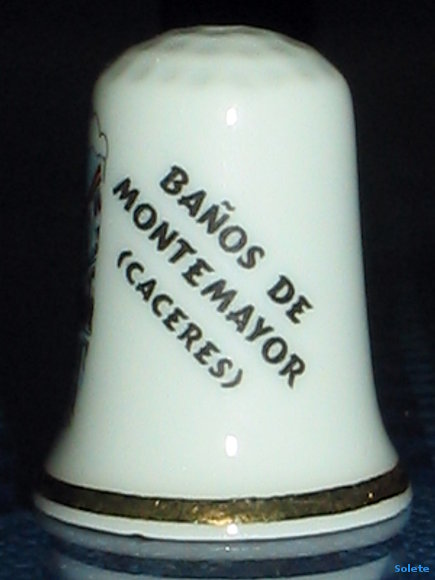 BAÑOS DE
MONTEMAYOR
(CACERES)
Solete